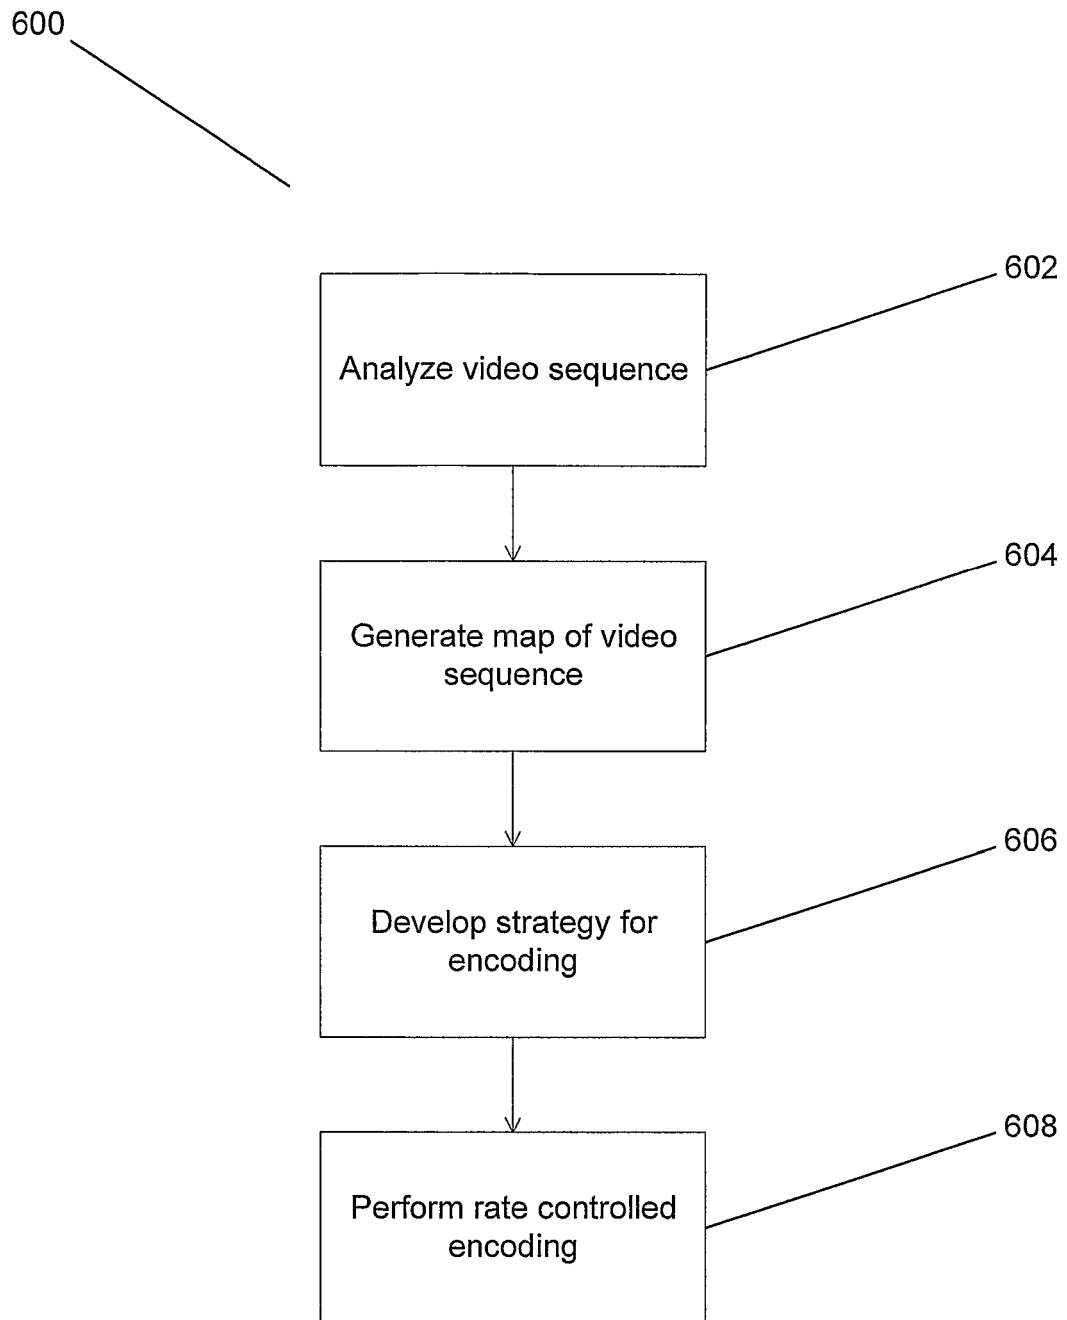 600
602
Analyze video sequence
604
Generate map of video
sequence
606
Develop strategy for
encoding
608
Perform rate controlled
encoding